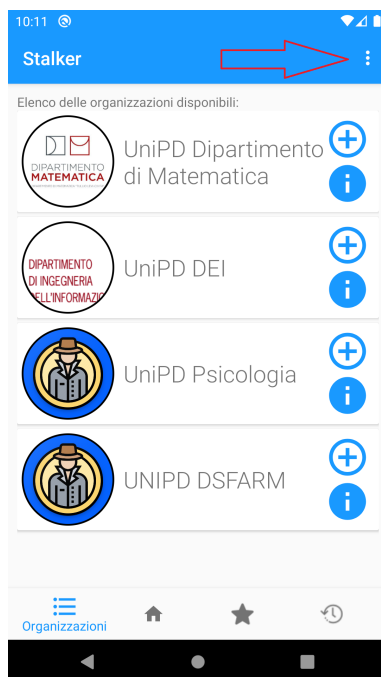 10:11
Stalker
Elenco delle organizzazioni disponibili:
DIPARTIMENTO
MATEMATICA
UniPD Dipartimento
di Matematica
DIPARTIMENTO
DI INGEGNERIA
ELL'INFORMAZIO
UniPD DEI
UniPD Psicologia
UNIPD DSFARM
Organizzazioni